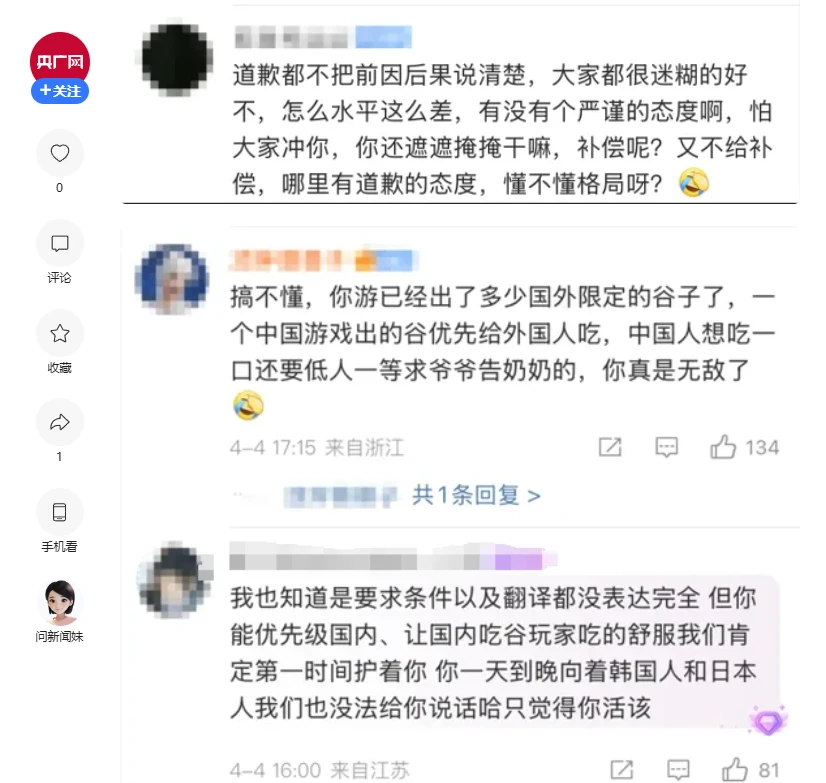 央广网
+关注
0
评论
收藏
1
手机看
问新闻妹
道歉都不把前因后果说清楚，大家都很迷糊的好
不，怎么水平这么差，有没有个严谨的态度啊，怕
大家冲你，你还遮遮掩掩干嘛，补偿呢？又不给补
偿，哪里有道歉的态度，懂不懂格局呀？
搞不懂，你游已经出了多少国外限定的谷子了，一
个中国游戏出的谷优先给外国人吃，中国人想吃一
口还要低人一等求爷爷告奶奶的，你真是无敌了
4-4 17:15 来自浙江
134
共1条回复 >
我也知道是要求条件以及翻译都没表达完全 但你
能优先级国内、让国内吃谷玩家吃的舒服我们肯
定第一时间护着你 你一天到晚向着韩国人和日本
人我们也没法给你说话哈只觉得你活该
4-4 16:00 来自江苏
81